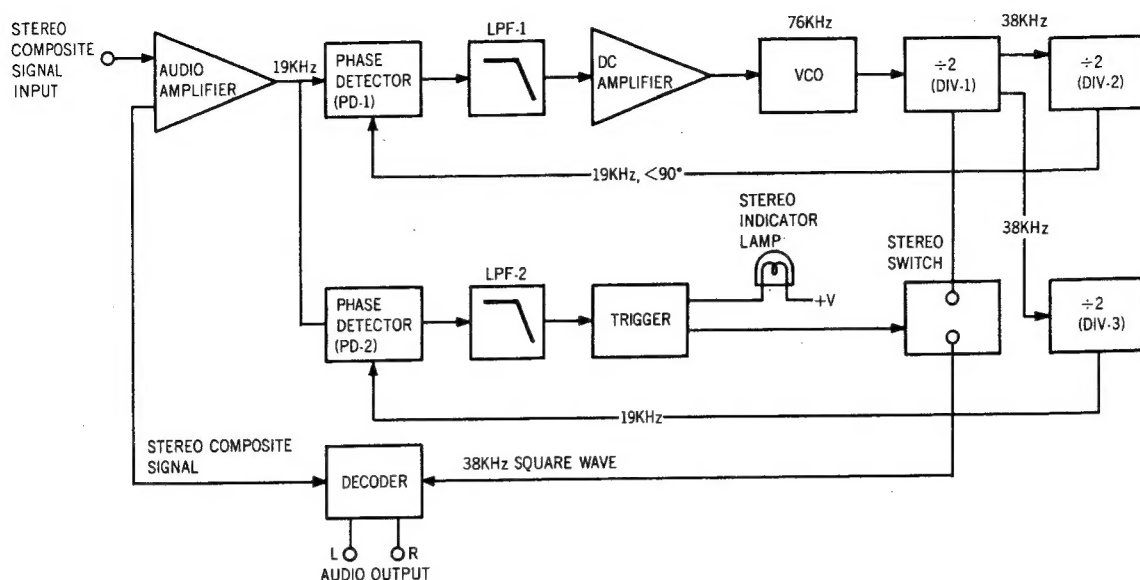 STEREO
COMPOSITE
SIGNAL
INPUT
AUDIO
AMPLIFIER
19KHz
PHASE
DETECTOR
(PD-1)
LPF-1
DC
AMPLIFIER
76KHz
VCO
÷2
(DIV-1)
38KHz
÷2
(DIV-2)
19KHz, <90°
STEREO
INDICATOR
LAMP
+V
38KHz
STEREO
SWITCH
PHASE
DETECTOR
(PD-2)
LPF-2
TRIGGER
÷2
(DIV-3)
19KHz
STEREO COMPOSITE
SIGNAL
DECODER
38KHz SQUARE WAVE
L R
AUDIO OUTPUT